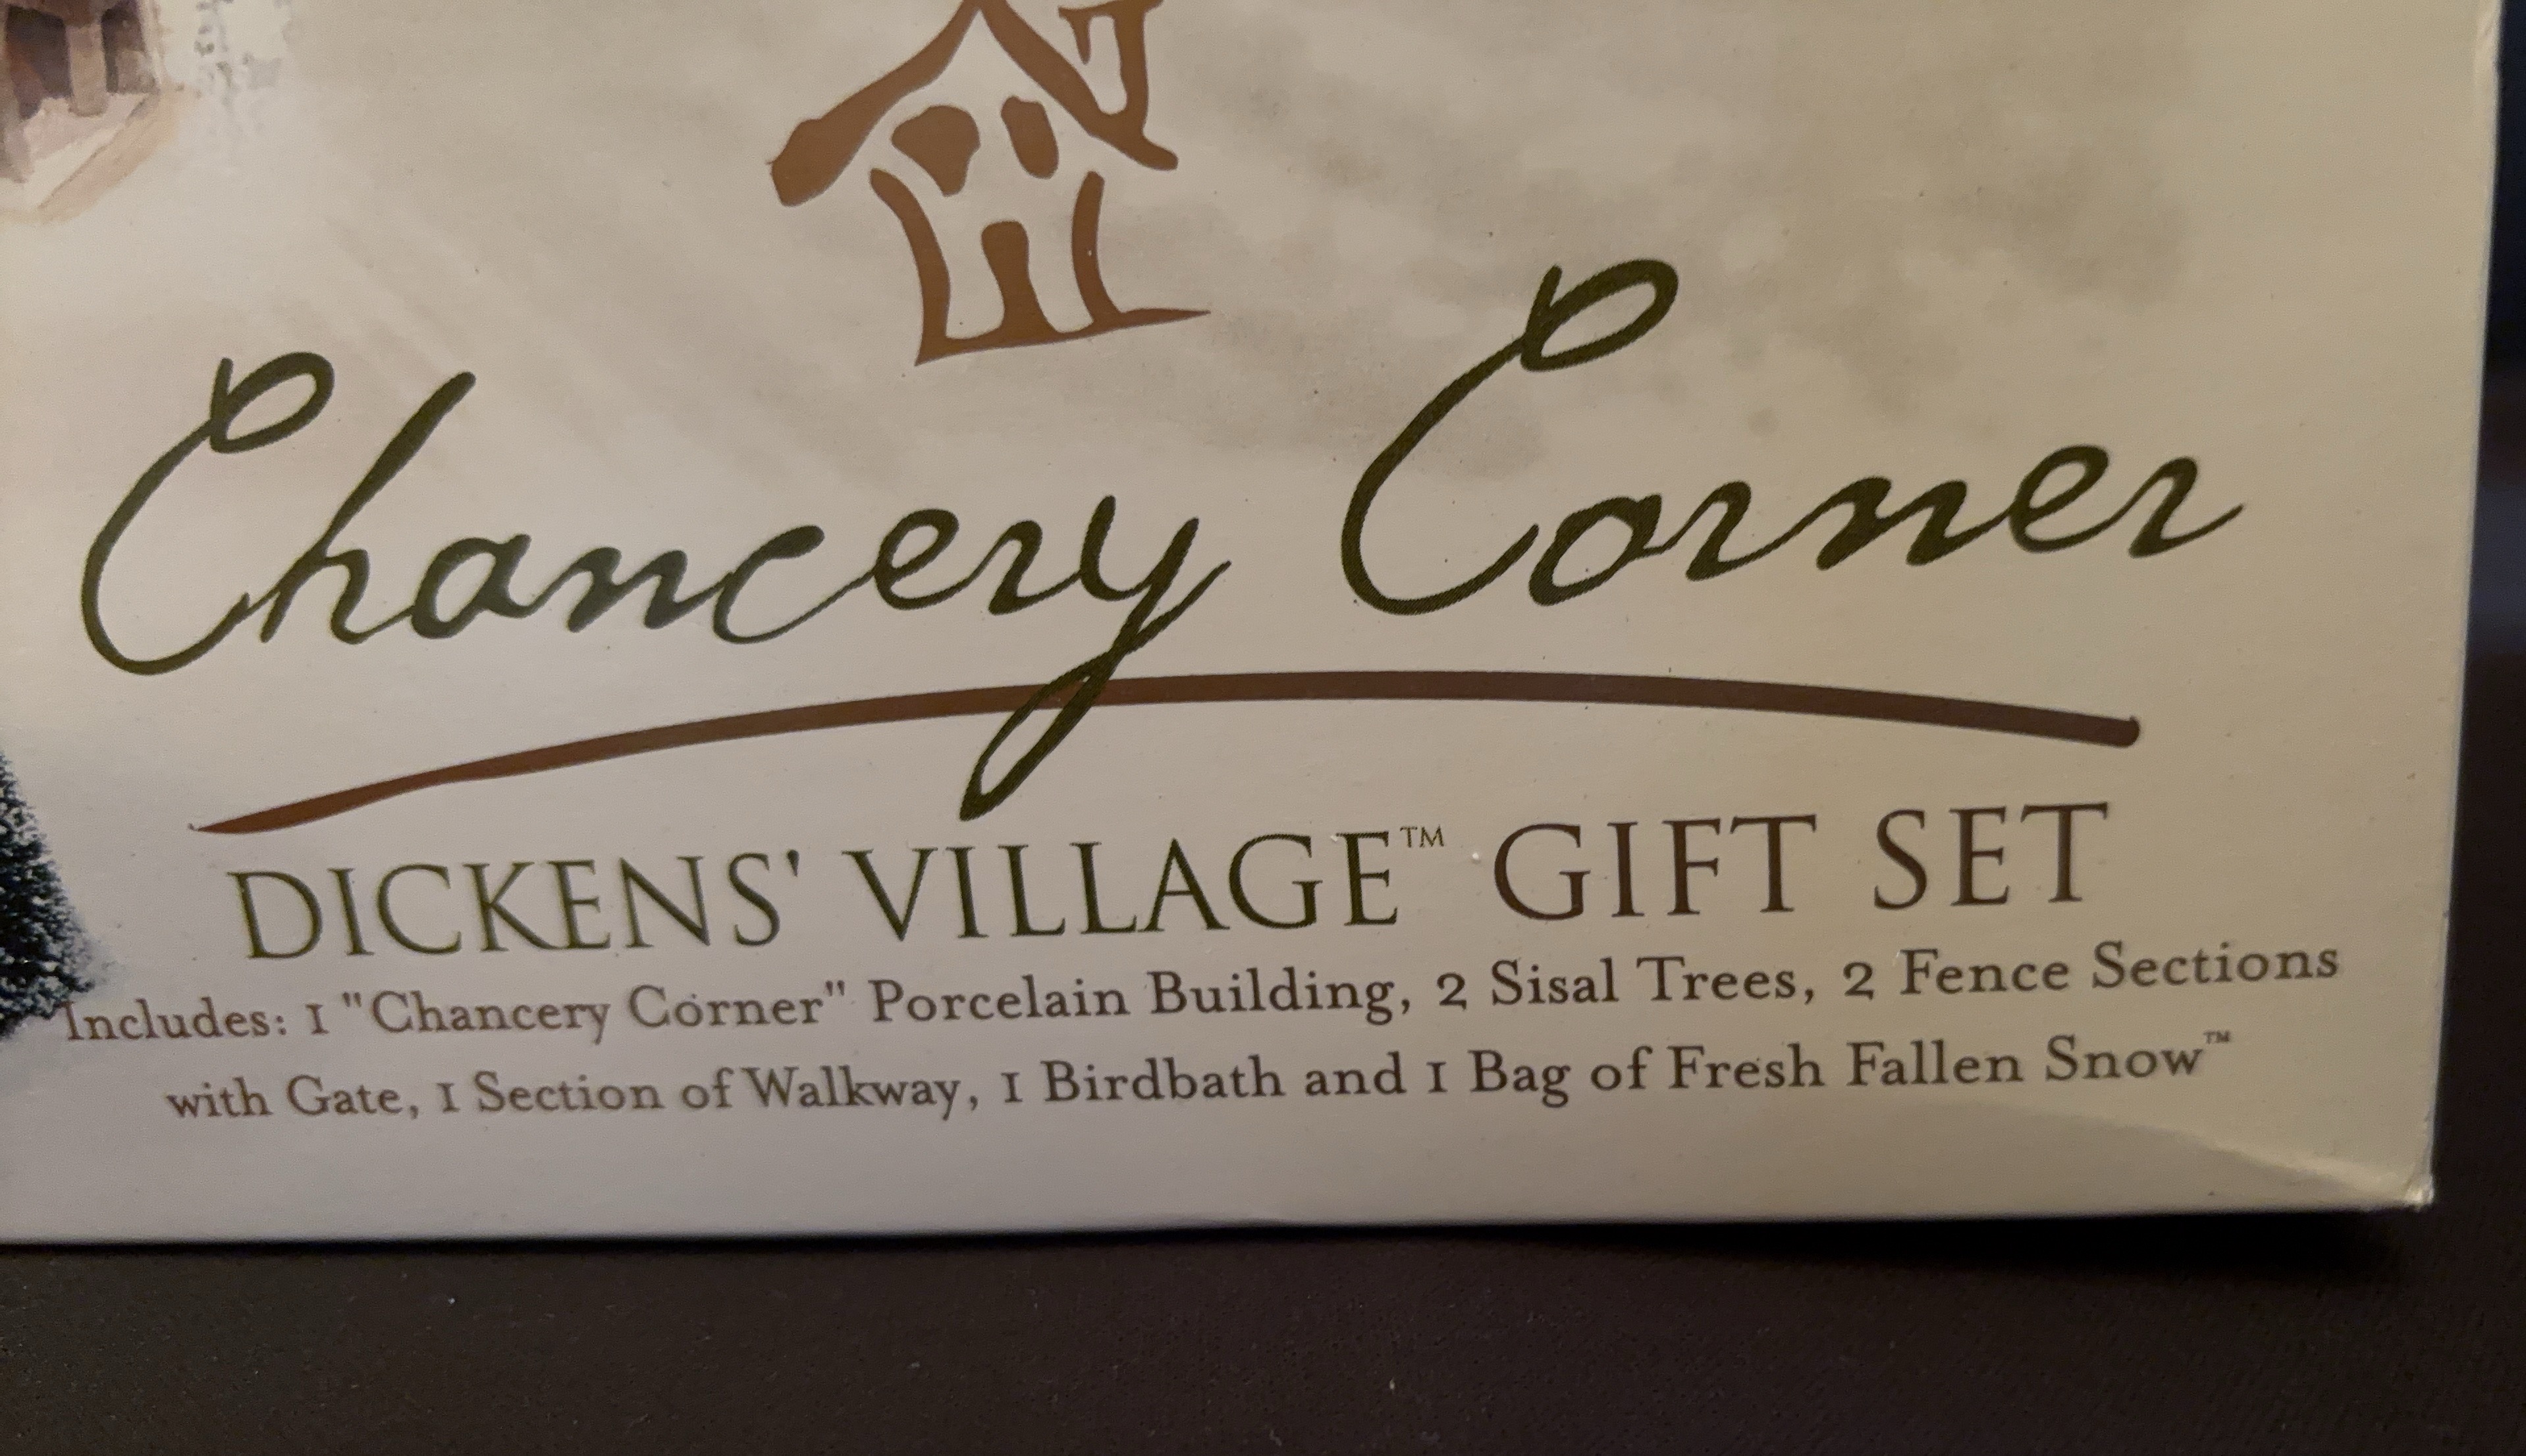 Chancery Corner
DICKENS' VILLAGE™ GIFT SET
Includes: 1 "Chancery Corner" Porcelain Building, 2 Sisal Trees, 2 Fence Sections
with Gate, 1 Section of Walkway, 1 Birdbath and 1 Bag of Fresh Fallen Snow™